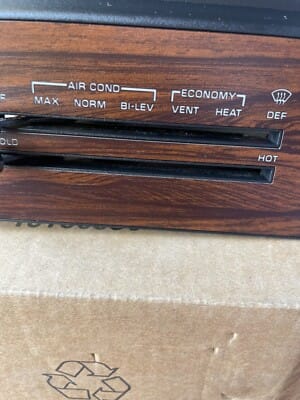 AIR COND ECONOMY
MAX NORM BI-LEV VENT HEAT DEF
OLD HOT